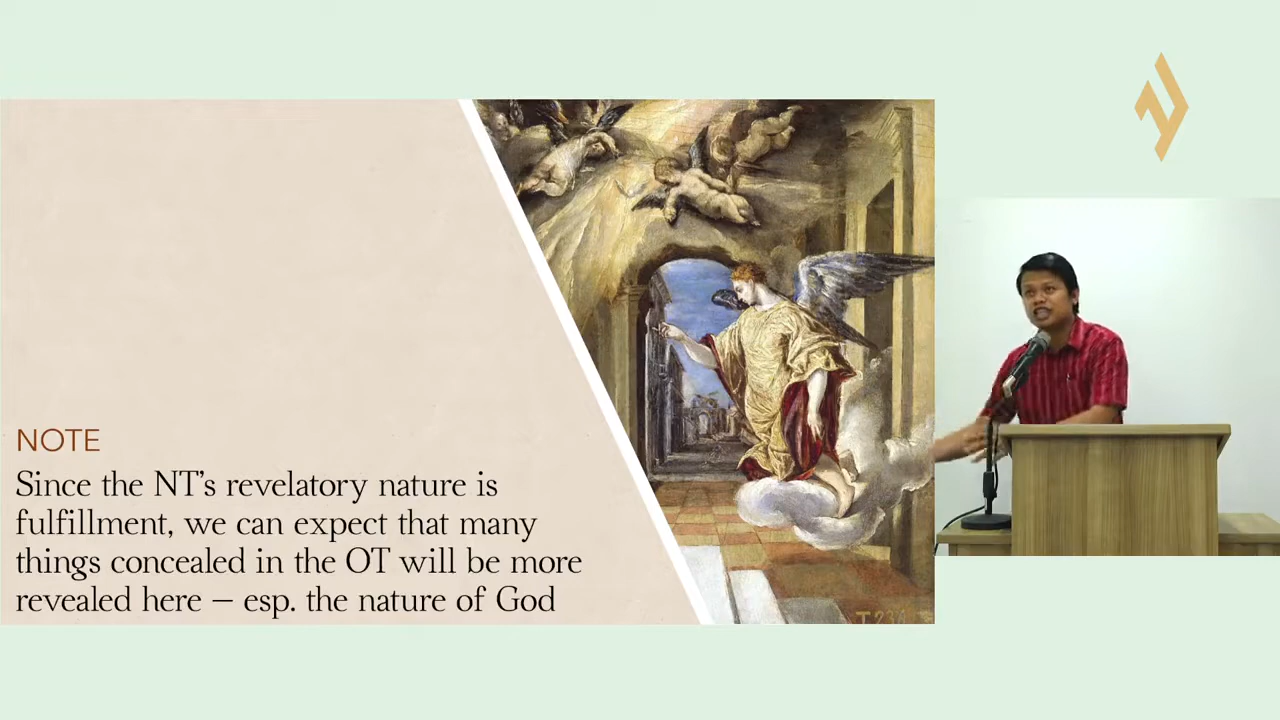 NOTE
Since the NT’s revelatory nature is
fulfillment, we can expect that many
things concealed in the OT will be more
revealed here – esp. the nature of God